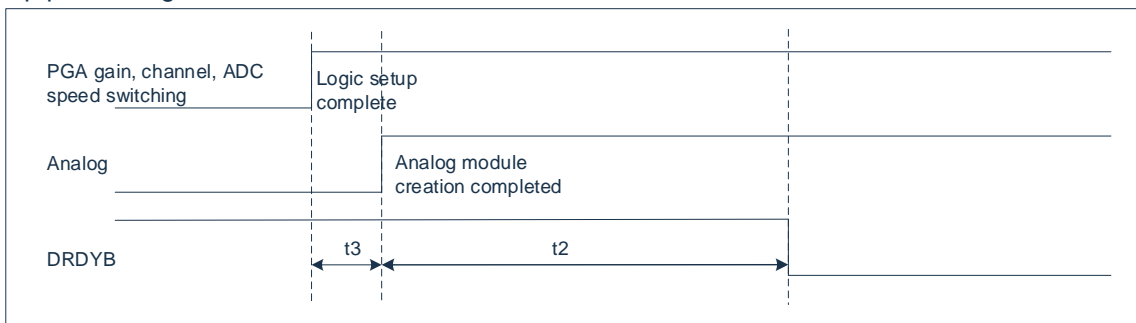 PGA gain, channel, ADC
speed switching
Logic setup
complete
Analog
Analog module
creation completed
DRDYB
t3
t2